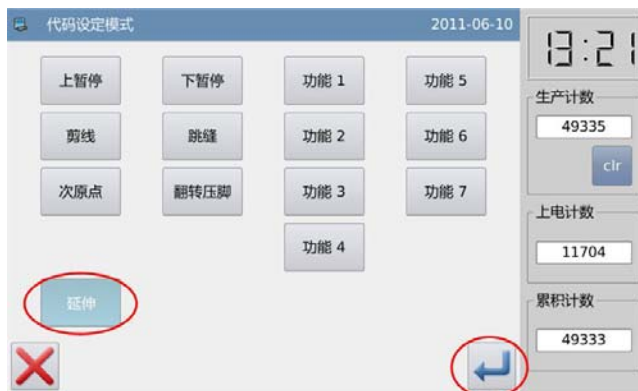 代码设定模式 2011-06-10
上暂停 下暂停 功能 1 功能 5
剪线 跳缝 功能 2 功能 6
次原点 翻转压脚 功能 3 功能 7
功能 4
延伸
13:21
生产计数
49335
clr
上电计数
11704
累积计数
49333